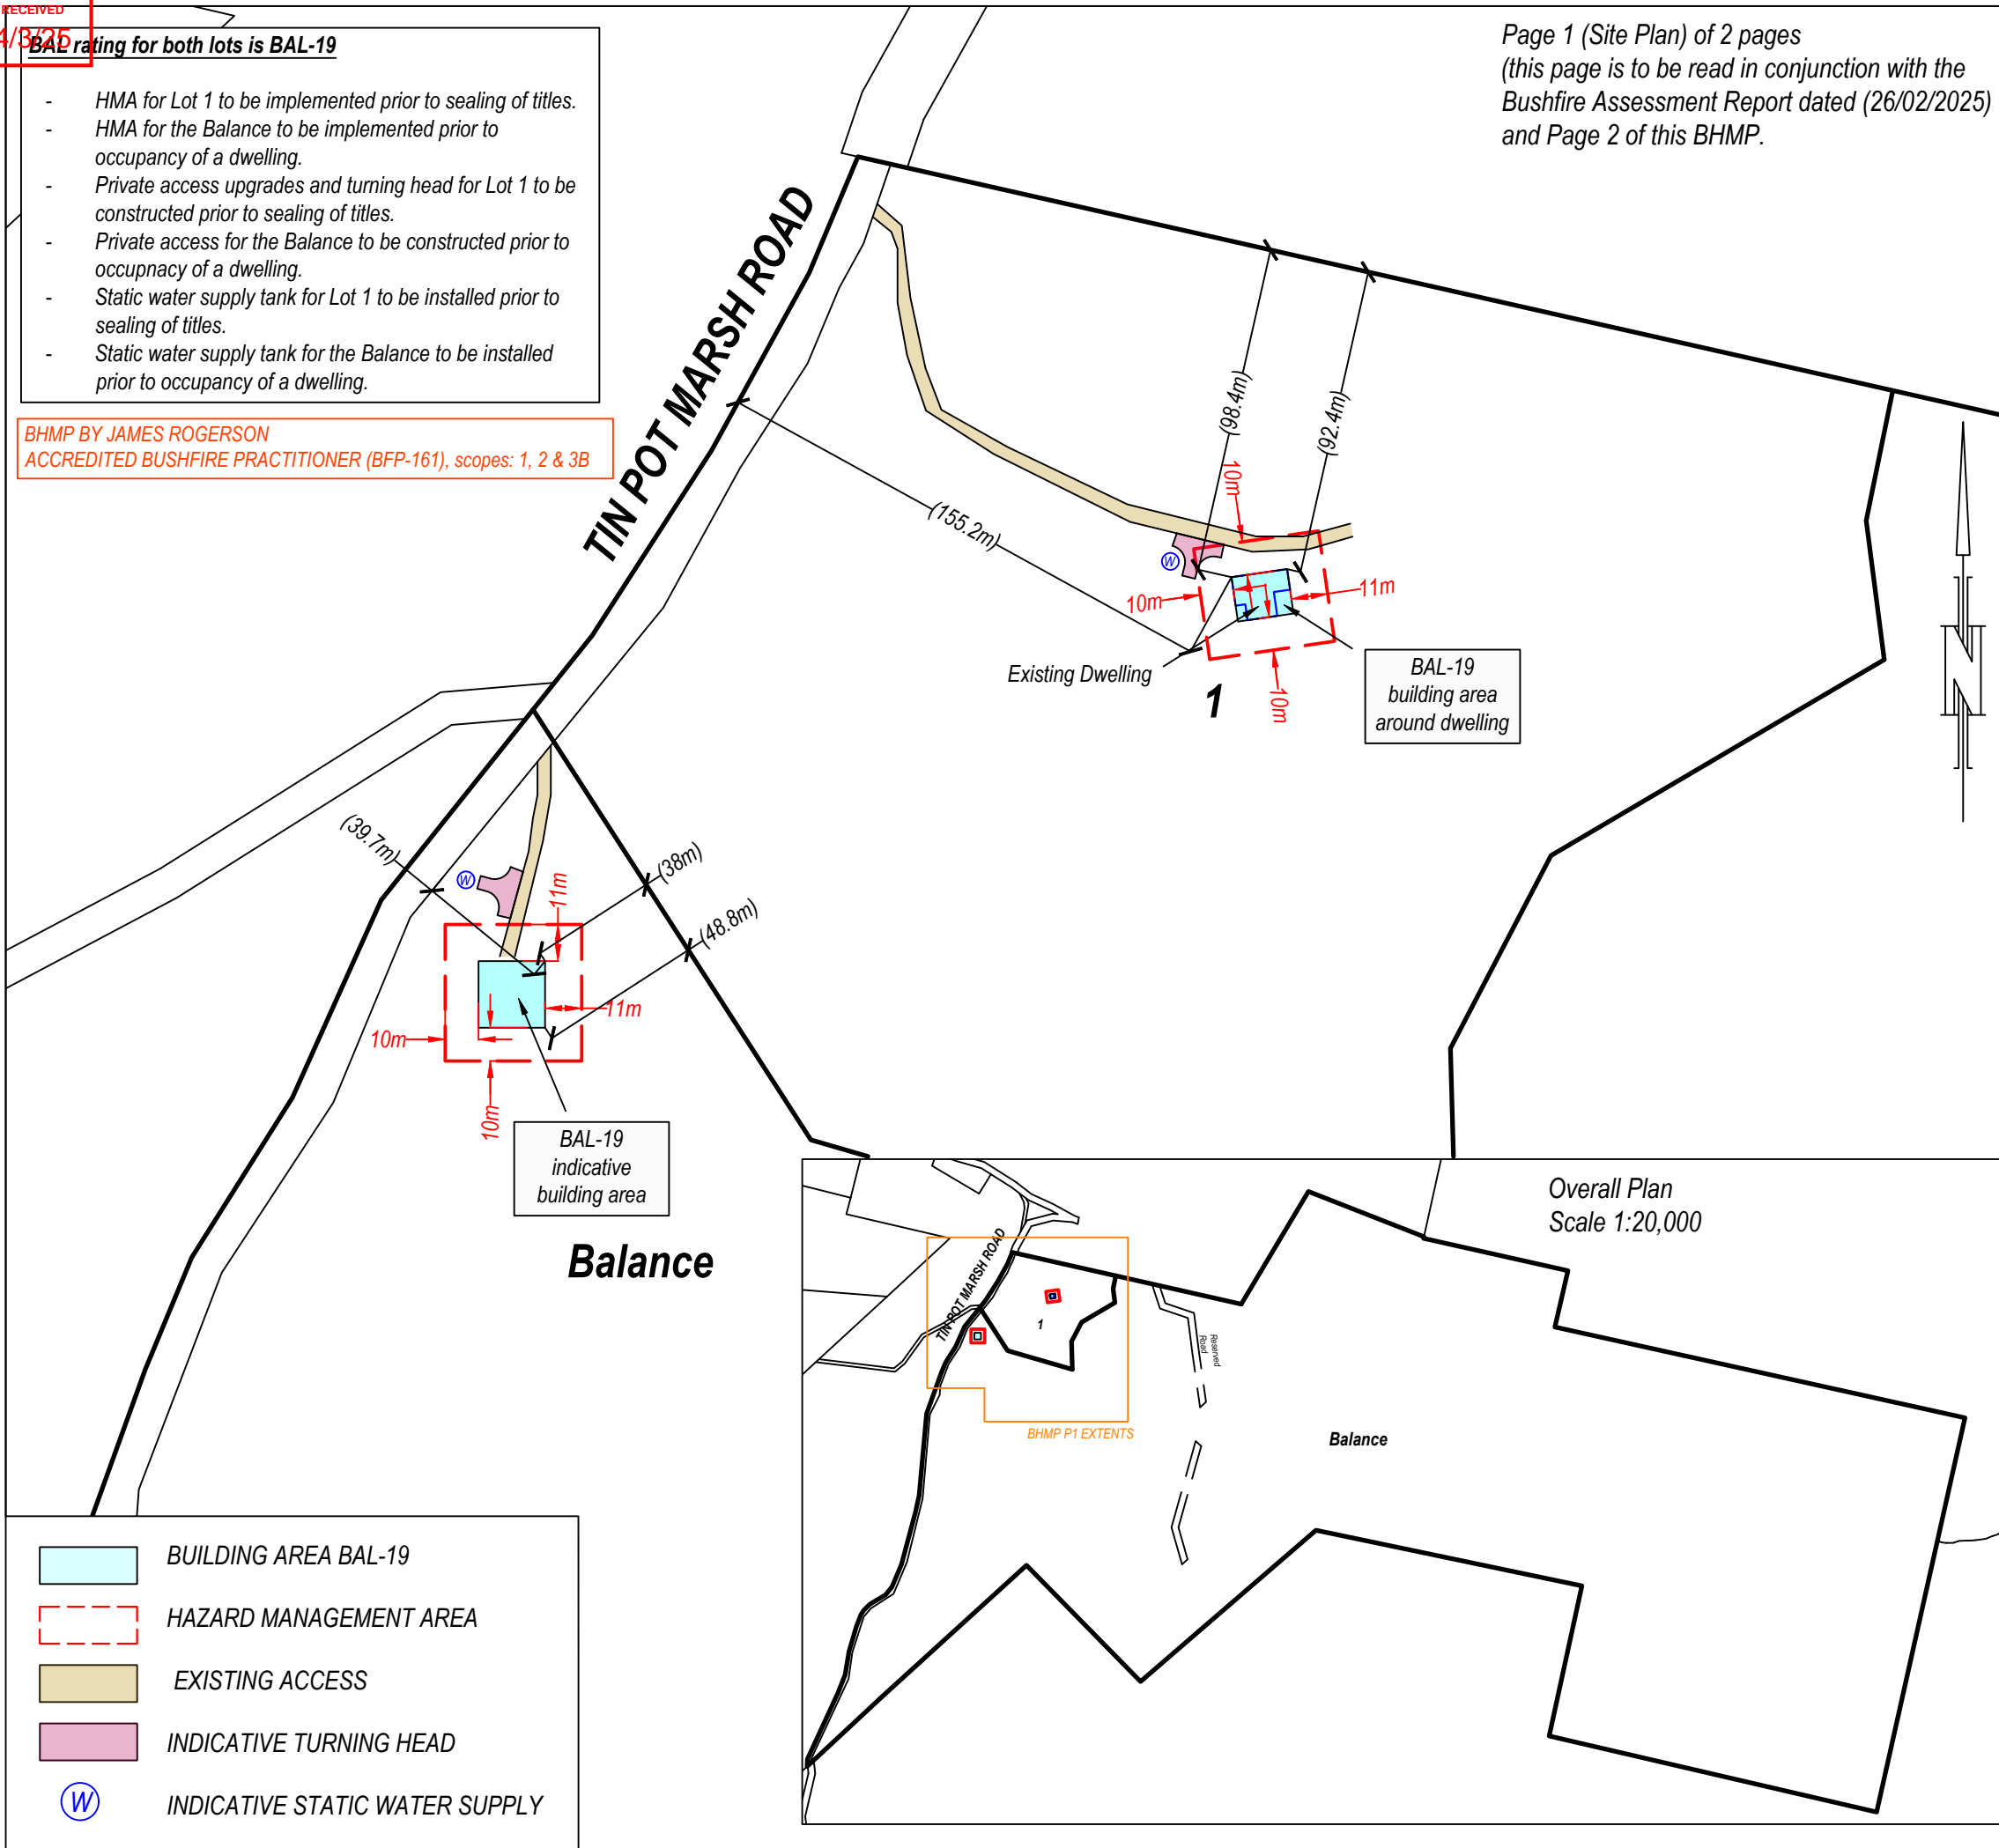 RECEIVED
4/3/25
BAL rating for both lots is BAL-19
- HMA for Lot 1 to be implemented prior to sealing of titles.
- HMA for the Balance to be implemented prior to
occupancy of a dwelling.
- Private access upgrades and turning head for Lot 1 to be
constructed prior to sealing of titles.
- Private access for the Balance to be constructed prior to
occupnacy of a dwelling.
- Static water supply tank for Lot 1 to be installed prior to
sealing of titles.
- Static water supply tank for the Balance to be installed
prior to occupancy of a dwelling.
BHMP BY JAMES ROGERSON
ACCREDITED BUSHFIRE PRACTITIONER (BFP-161), scopes: 1, 2 & 3B
Page 1 (Site Plan) of 2 pages
(this page is to be read in conjunction with the
Bushfire Assessment Report dated (26/02/2025)
and Page 2 of this BHMP.
TIN POT MARSH ROAD
(98.4m)
(92.4m)
(155.2m)
10m
W
10m
11m
10m
Existing Dwelling
1
BAL-19
building area
around dwelling
N
(39.7m)
(38m)
(48.8m)
W
11m
11m
10m
10m
BAL-19
indicative
building area
Balance
Overall Plan
Scale 1:20,000
TIN POT MARSH ROAD
1
Reserved
Road
BHMP P1 EXTENTS
Balance
BUILDING AREA BAL-19
HAZARD MANAGEMENT AREA
EXISTING ACCESS
INDICATIVE TURNING HEAD
W INDICATIVE STATIC WATER SUPPLY